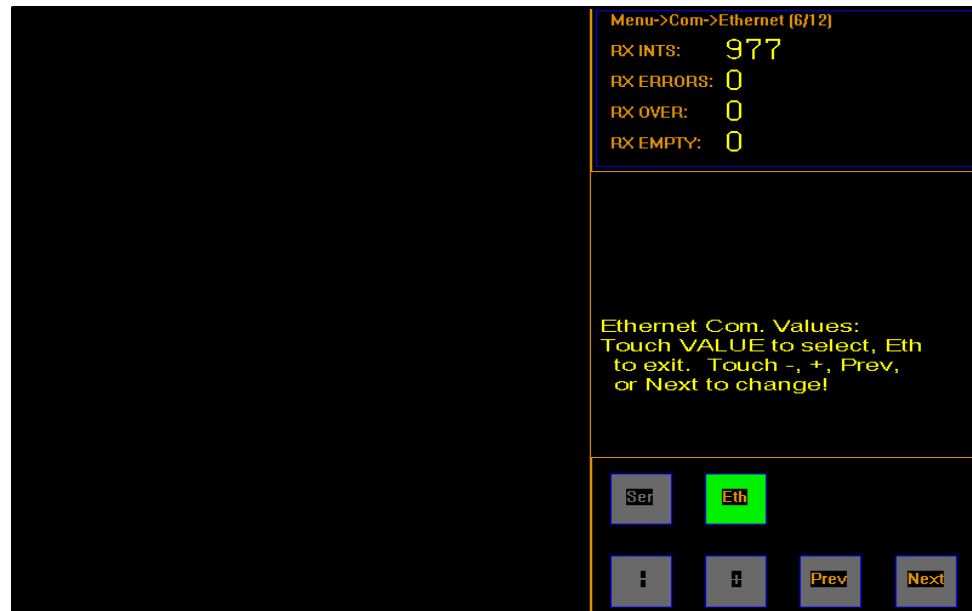 Menu->Com->Ethernet (6/12)
RX INTS: 977
RX ERRORS: 0
RX OVER: 0
RX EMPTY: 0
Ethernet Com. Values:
Touch VALUE to select, Eth
to exit. Touch -, +, Prev,
or Next to change!
Ser Eth
- + Prev Next